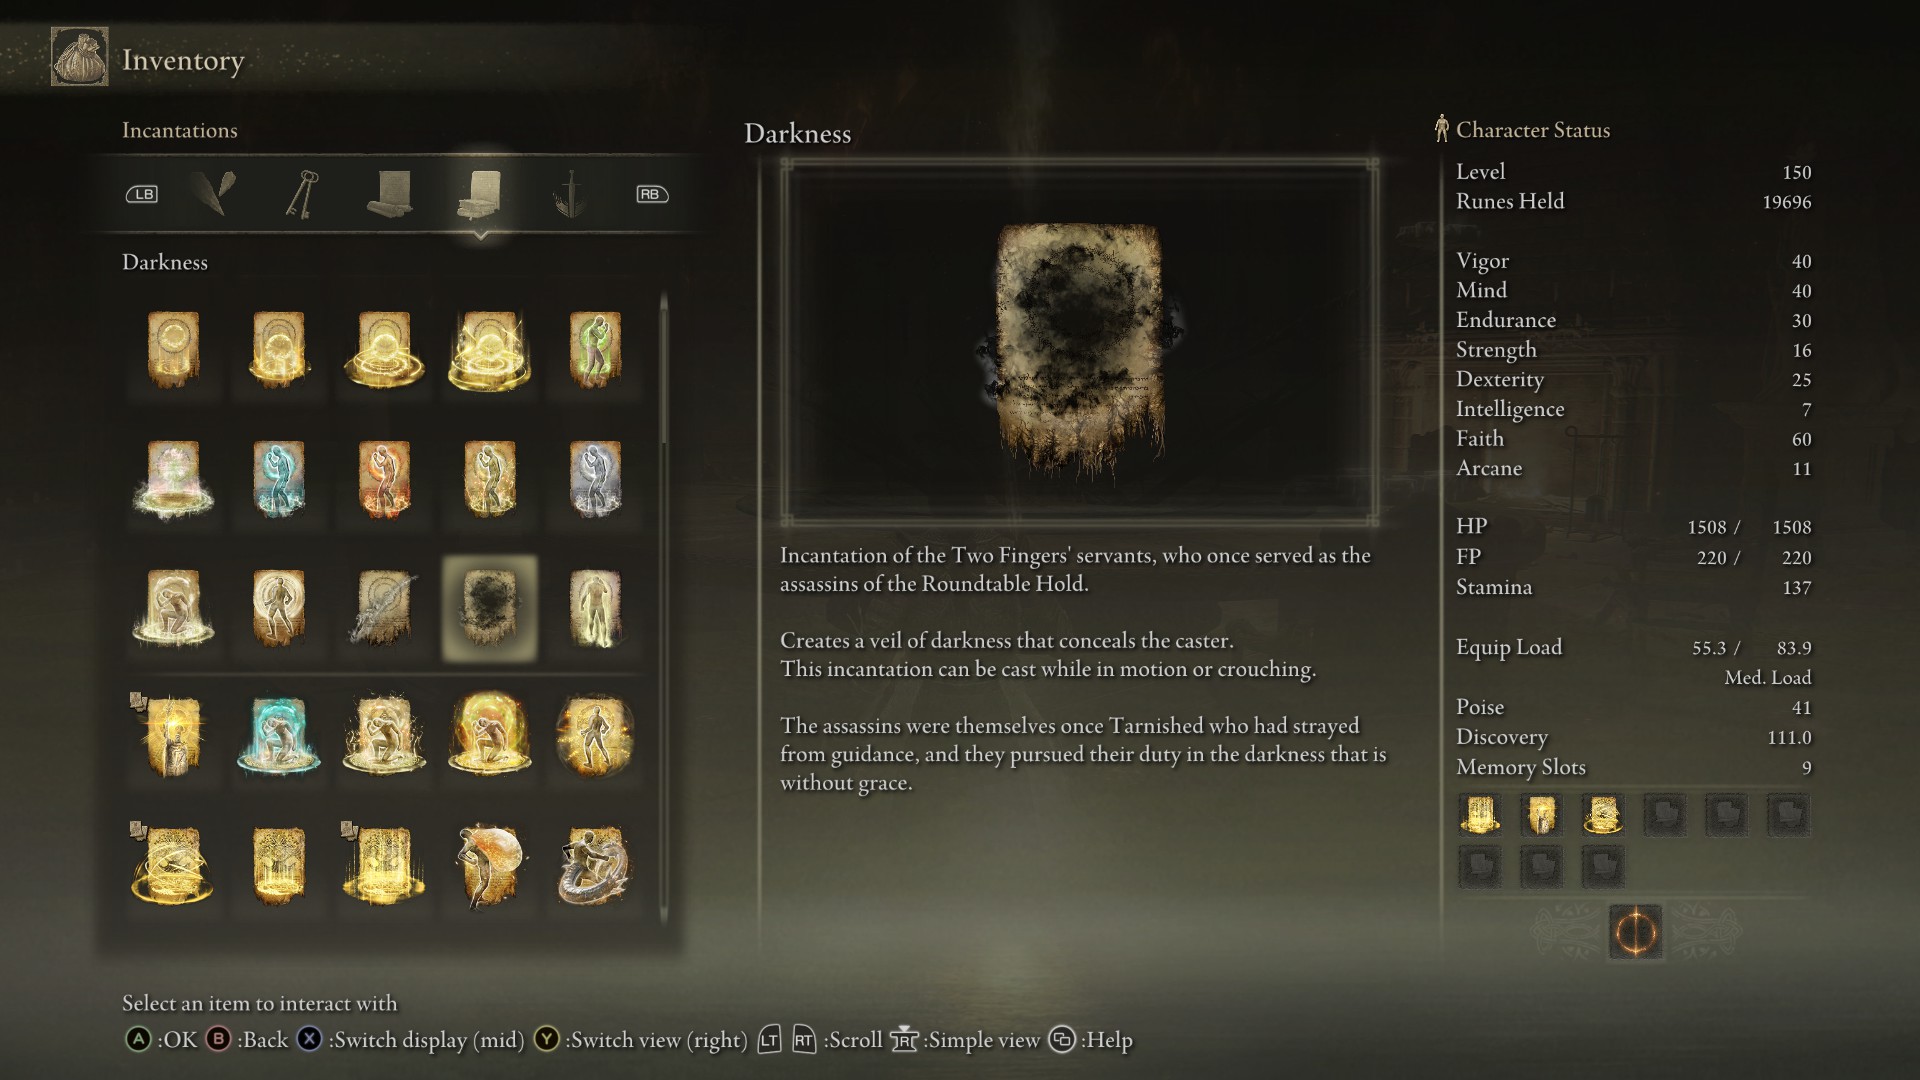 Inventory
Incantations
LB
RB
Darkness
Darkness
Incantation of the Two Fingers' servants, who once served as the
assassins of the Roundtable Hold.
Creates a veil of darkness that conceals the caster.
This incantation can be cast while in motion or crouching.
The assassins were themselves once Tarnished who had strayed
from guidance, and they pursued their duty in the darkness that is
without grace.
Character Status
Level 150
Runes Held 19696
Vigor 40
Mind 40
Endurance 30
Strength 16
Dexterity 25
Intelligence 7
Faith 60
Arcane 11
HP 1508 / 1508
FP 220 / 220
Stamina 137
Equip Load 55.3 / 83.9
Med. Load
Poise 41
Discovery 111.0
Memory Slots 9
Select an item to interact with
A :OK B :Back X :Switch display (mid) Y :Switch view (right) LT RT :Scroll R :Simple view :Help